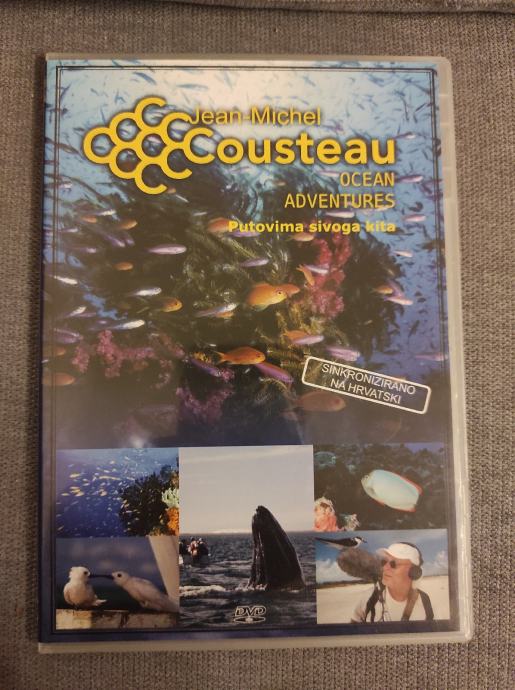 Jean-Michel
Cousteau
OCEAN
ADVENTURES
Putovima sivoga kita
SINKRONIZIRANO
NA HRVATSKI
DVD